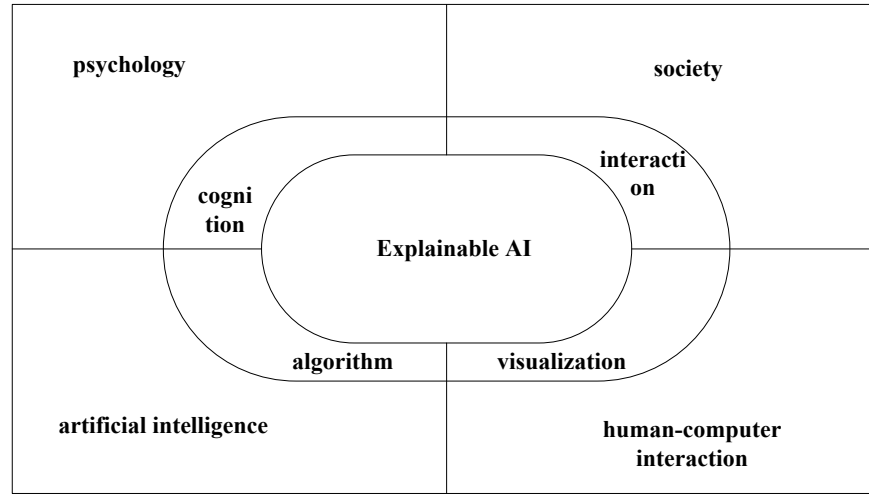 psychology
society
interacti
on
cogni
tion
Explainable AI
algorithm
visualization
artificial intelligence
human-computer
interaction